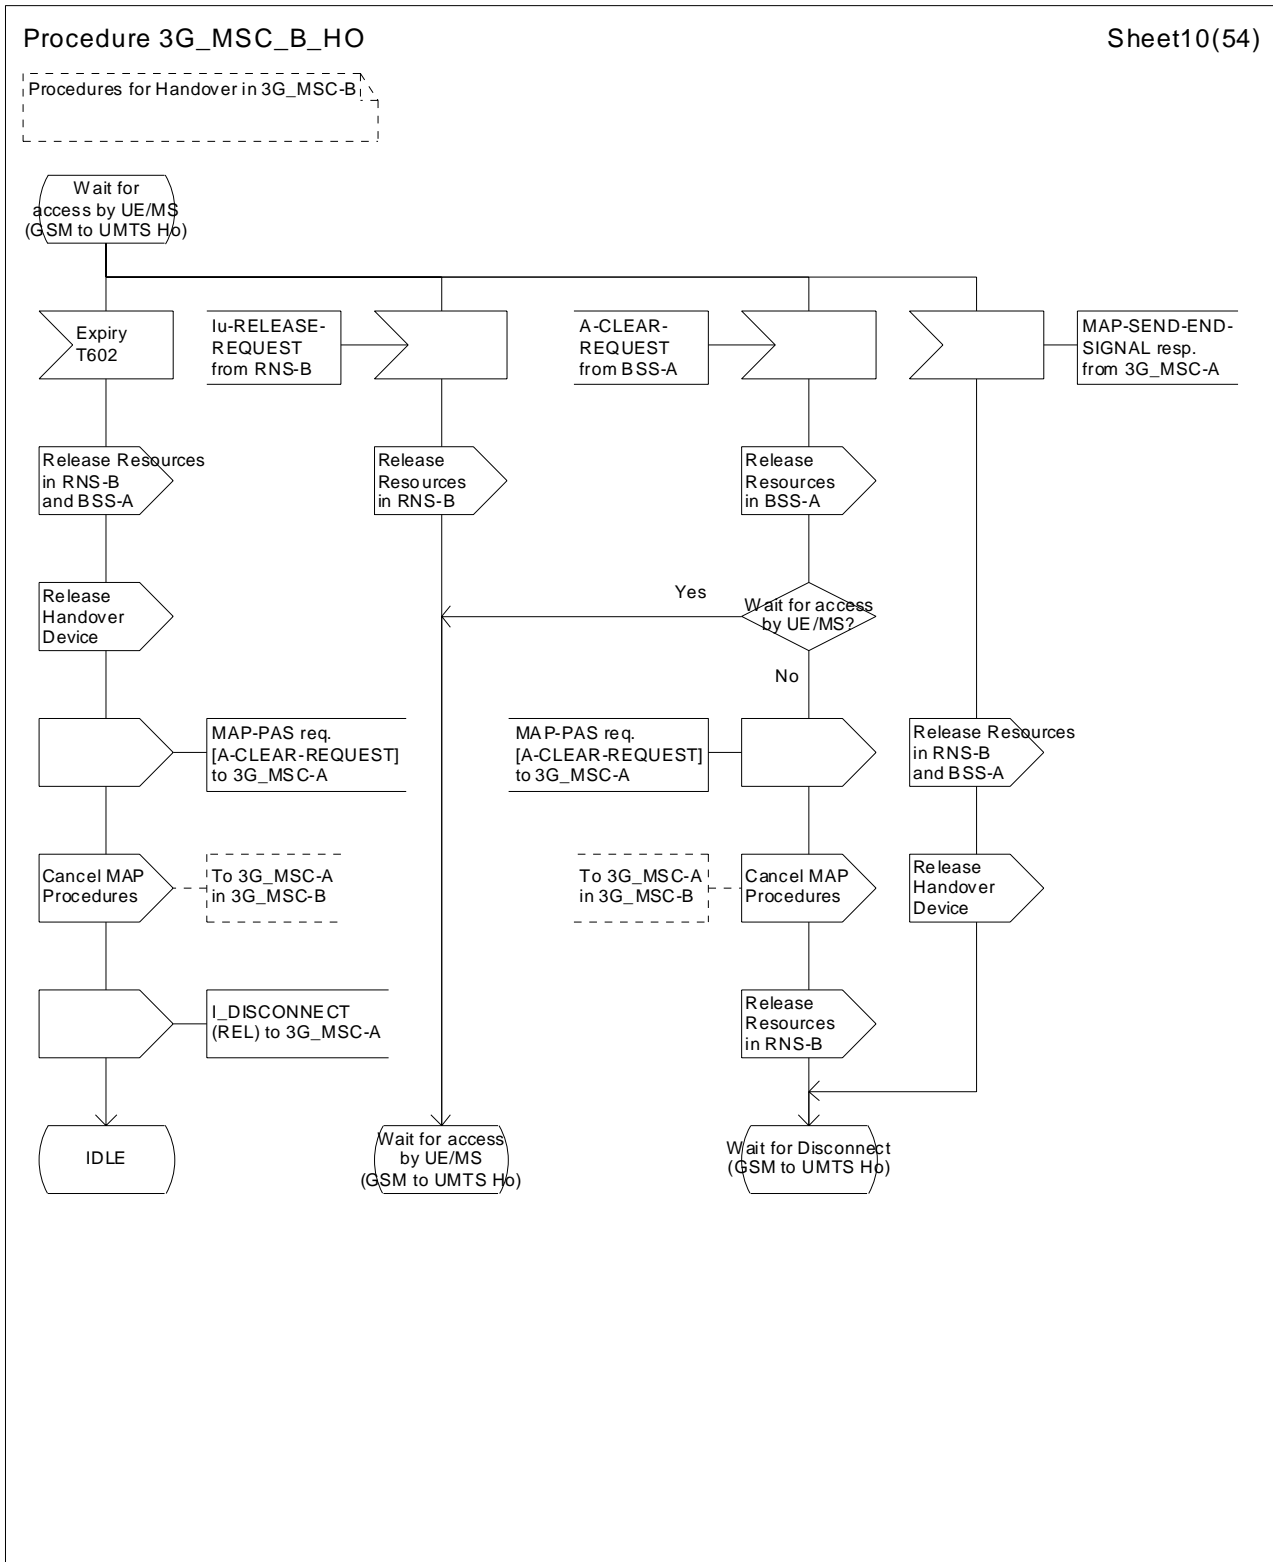 Procedure 3G_MSC_B_HO
Sheet10(54)
Procedures for Handover in 3G_MSC-B
Wait for
access by UE/MS
(GSM to UMTS Ho)
Expiry
T602
Iu-RELEASE-
REQUEST
from RNS-B
A-CLEAR-
REQUEST
from BSS-A
MAP-SEND-END-
SIGNAL resp.
from 3G_MSC-A
Release Resources
in RNS-B
and BSS-A
Release
Resources
in RNS-B
Release
Resources
in BSS-A
Release
Handover
Device
Yes
Wait for access
by UE/MS?
No
MAP-PAS req.
[A-CLEAR-REQUEST]
to 3G_MSC-A
MAP-PAS req.
[A-CLEAR-REQUEST]
to 3G_MSC-A
Release Resources
in RNS-B
and BSS-A
Cancel MAP
Procedures
To 3G_MSC-A
in 3G_MSC-B
To 3G_MSC-A
in 3G_MSC-B
Cancel MAP
Procedures
Release
Handover
Device
I_DISCONNECT
(REL) to 3G_MSC-A
Release
Resources
in RNS-B
IDLE
Wait for access
by UE/MS
(GSM to UMTS Ho)
Wait for Disconnect
(GSM to UMTS Ho)